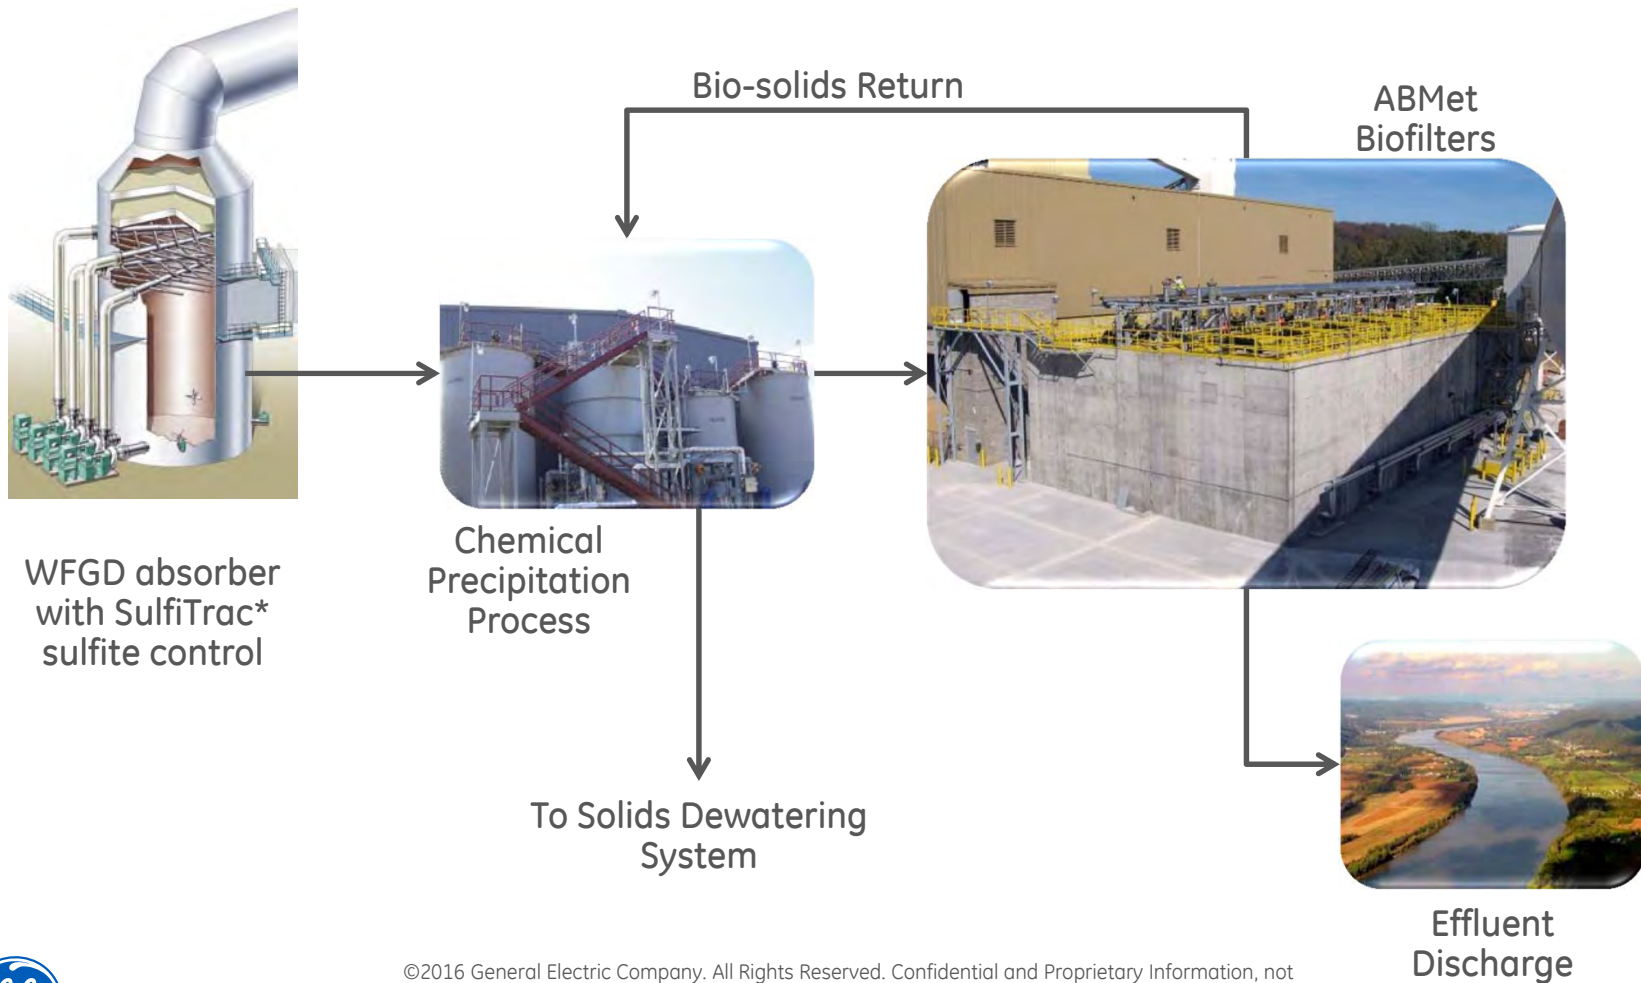 Bio-solids Return
ABMet
Biofilters
WFGD absorber
with SulfiTrac*
sulfite control
Chemical
Precipitation
Process
To Solids Dewatering
System
Effluent
Discharge
©2016 General Electric Company. All Rights Reserved. Confidential and Proprietary Information, not